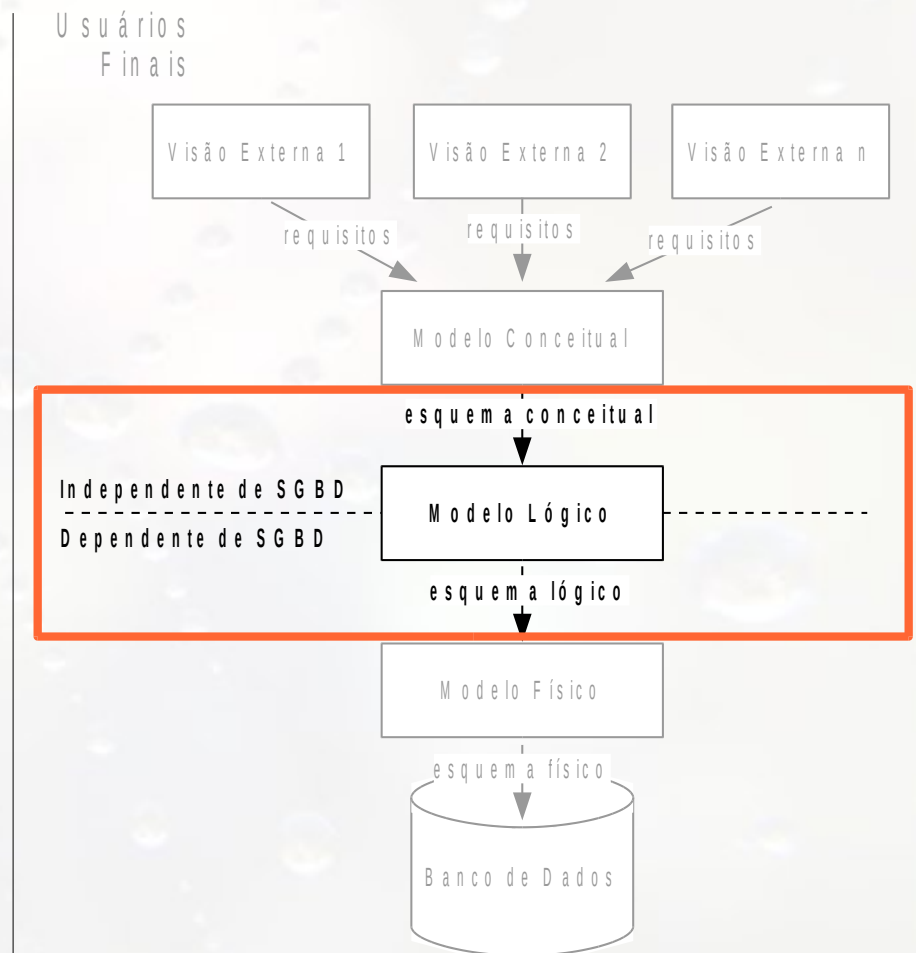 Usuários
Finais
Visão Externa 1
Visão Externa 2
Visão Externa n
requisitos
requisitos
requisitos
Modelo Conceitual
esquema conceitual
Independente de SGBD
Modelo Lógico
Dependente de SGBD
esquema lógico
Modelo Físico
esquema físico
Banco de Dados